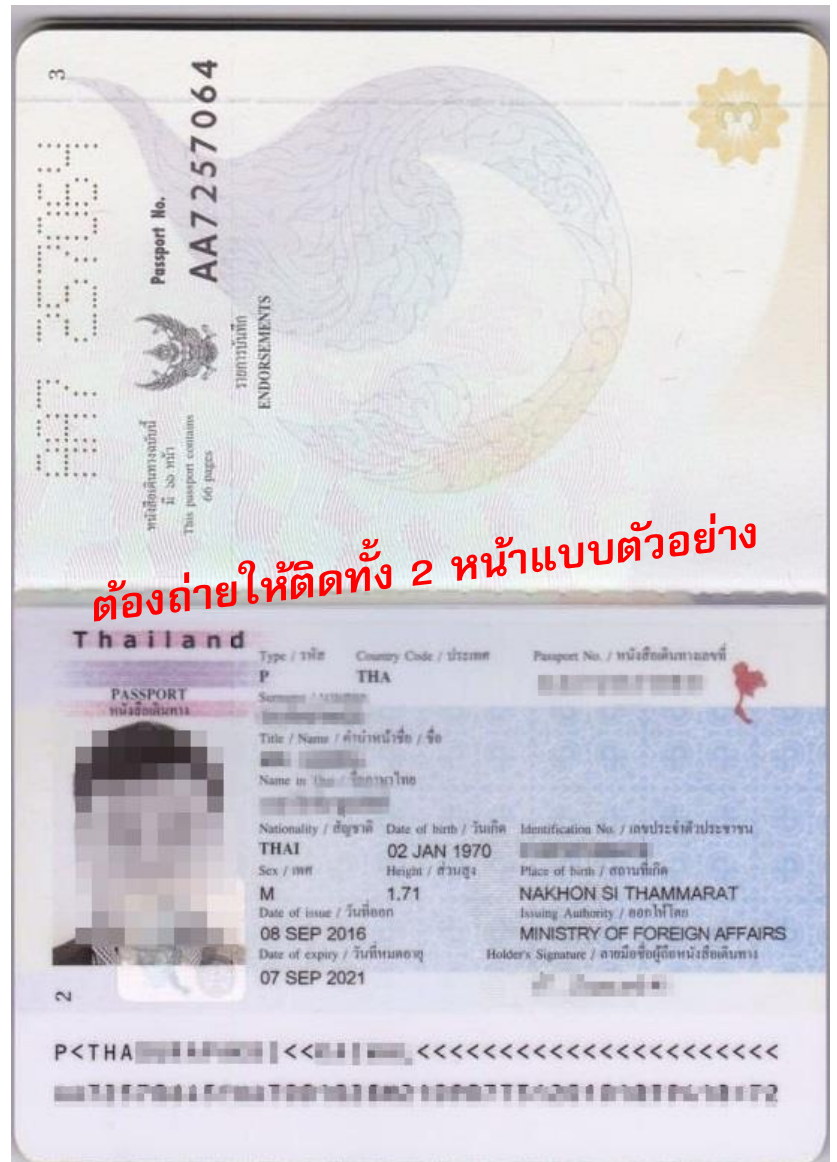 3
AA7257064
Passport No.
AA7257064
หนังสือเดินทางฉบับนี้
มี ๖๖ หน้า
This passport contains
66 pages
รายการบันทึก
ENDORSEMENTS
3
ต้องถ่ายให้ติดทั้ง 2 หน้าแบบตัวอย่าง
Thailand
PASSPORT
หนังสือเดินทาง
Type / รหัส Country Code / ประเทศ Passport No. / หนังสือเดินทางเลขที่
P THA
Title / Name / คำนำหน้าชื่อ / ชื่อ
Name in Thai / ชื่อภาษาไทย
Nationality / สัญชาติ Date of birth / วันเกิด Identification No. / เลขประจำตัวประชาชน
THAI 02 JAN 1970
Sex / เพศ Height / ส่วนสูง Place of birth / สถานที่เกิด
M 1.71 NAKHON SI THAMMARAT
Date of issue / วันที่ออก Issuing Authority / ออกให้โดย
08 SEP 2016 MINISTRY OF FOREIGN AFFAIRS
Date of expiry / วันที่หมดอายุ Holder's Signature / ลายมือชื่อผู้ถือหนังสือเดินทาง
07 SEP 2021
2
P<THA <<<<<<<<<<<<<<<<<<<<<<<<